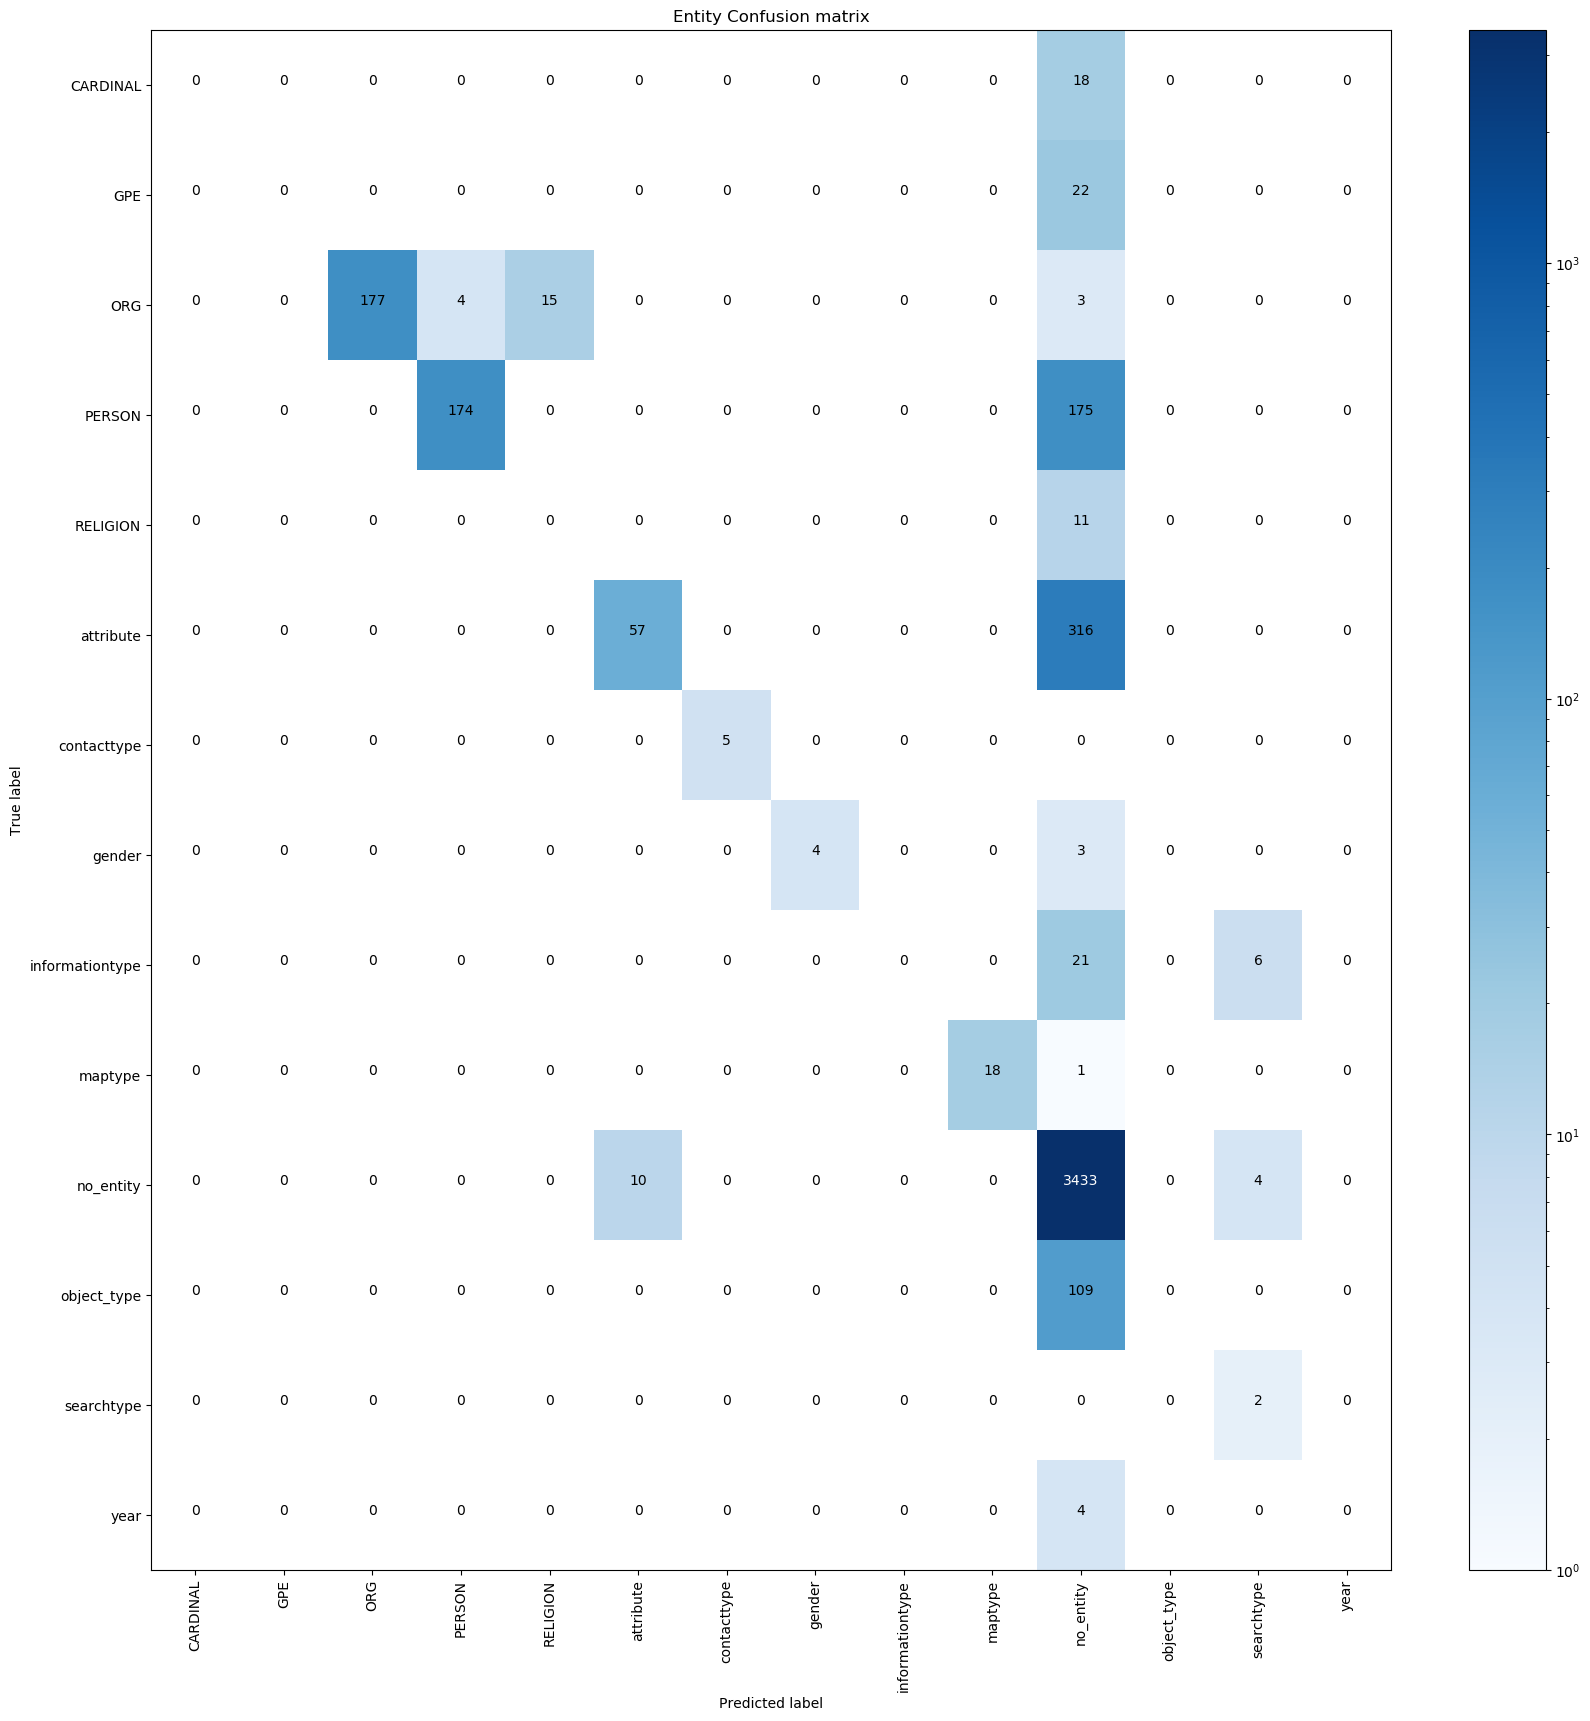 Entity Confusion matrix
CARDINAL 0 0 0 0 0 0 0 0 0 0 18 0 0 0
GPE 0 0 0 0 0 0 0 0 0 0 22 0 0 0
ORG 0 0 177 4 15 0 0 0 0 0 3 0 0 0
PERSON 0 0 0 174 0 0 0 0 0 0 175 0 0 0
RELIGION 0 0 0 0 0 0 0 0 0 0 11 0 0 0
attribute 0 0 0 0 0 57 0 0 0 0 316 0 0 0
contacttype 0 0 0 0 0 0 5 0 0 0 0 0 0 0
gender 0 0 0 0 0 0 0 4 0 0 3 0 0 0
informationtype 0 0 0 0 0 0 0 0 0 0 21 0 6 0
maptype 0 0 0 0 0 0 0 0 0 18 1 0 0 0
no_entity 0 0 0 0 0 10 0 0 0 0 3433 0 4 0
object_type 0 0 0 0 0 0 0 0 0 0 109 0 0 0
searchtype 0 0 0 0 0 0 0 0 0 0 0 0 2 0
year 0 0 0 0 0 0 0 0 0 0 4 0 0 0
True label
CARDINAL
GPE
ORG
PERSON
RELIGION
attribute
contacttype
gender
informationtype
maptype
no_entity
object_type
searchtype
year
Predicted label
10³
10²
10¹
10⁰